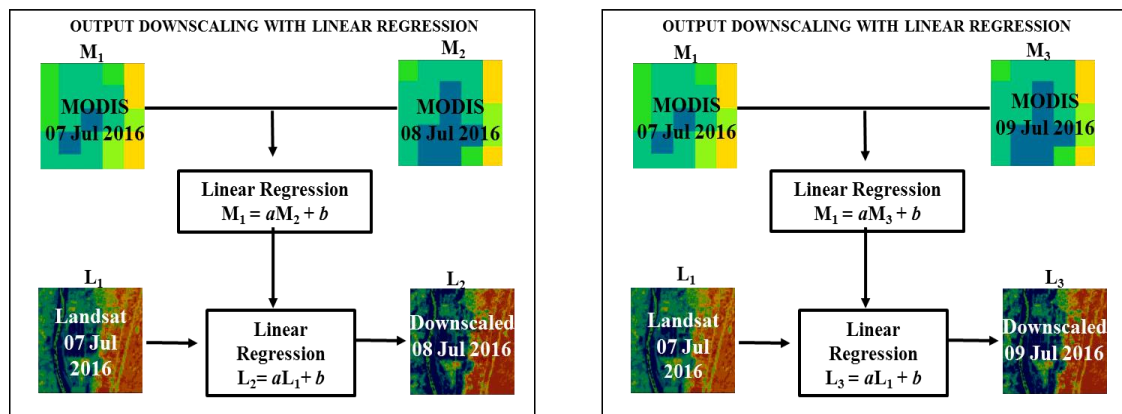 OUTPUT DOWNSCALING WITH LINEAR REGRESSION
M₁
M₂
MODIS
07 Jul 2016
MODIS
08 Jul 2016
Linear Regression
M₁ = aM₂ + b
L₁
L₂
Landsat
07 Jul
2016
Linear
Regression
L₂= aL₁+ b
Downscaled
08 Jul 2016
OUTPUT DOWNSCALING WITH LINEAR REGRESSION
M₁
M₃
MODIS
07 Jul 2016
MODIS
09 Jul 2016
Linear Regression
M₁ = aM₃ + b
L₁
L₃
Landsat
07 Jul
2016
Linear
Regression
L₃ = aL₁ + b
Downscaled
09 Jul 2016